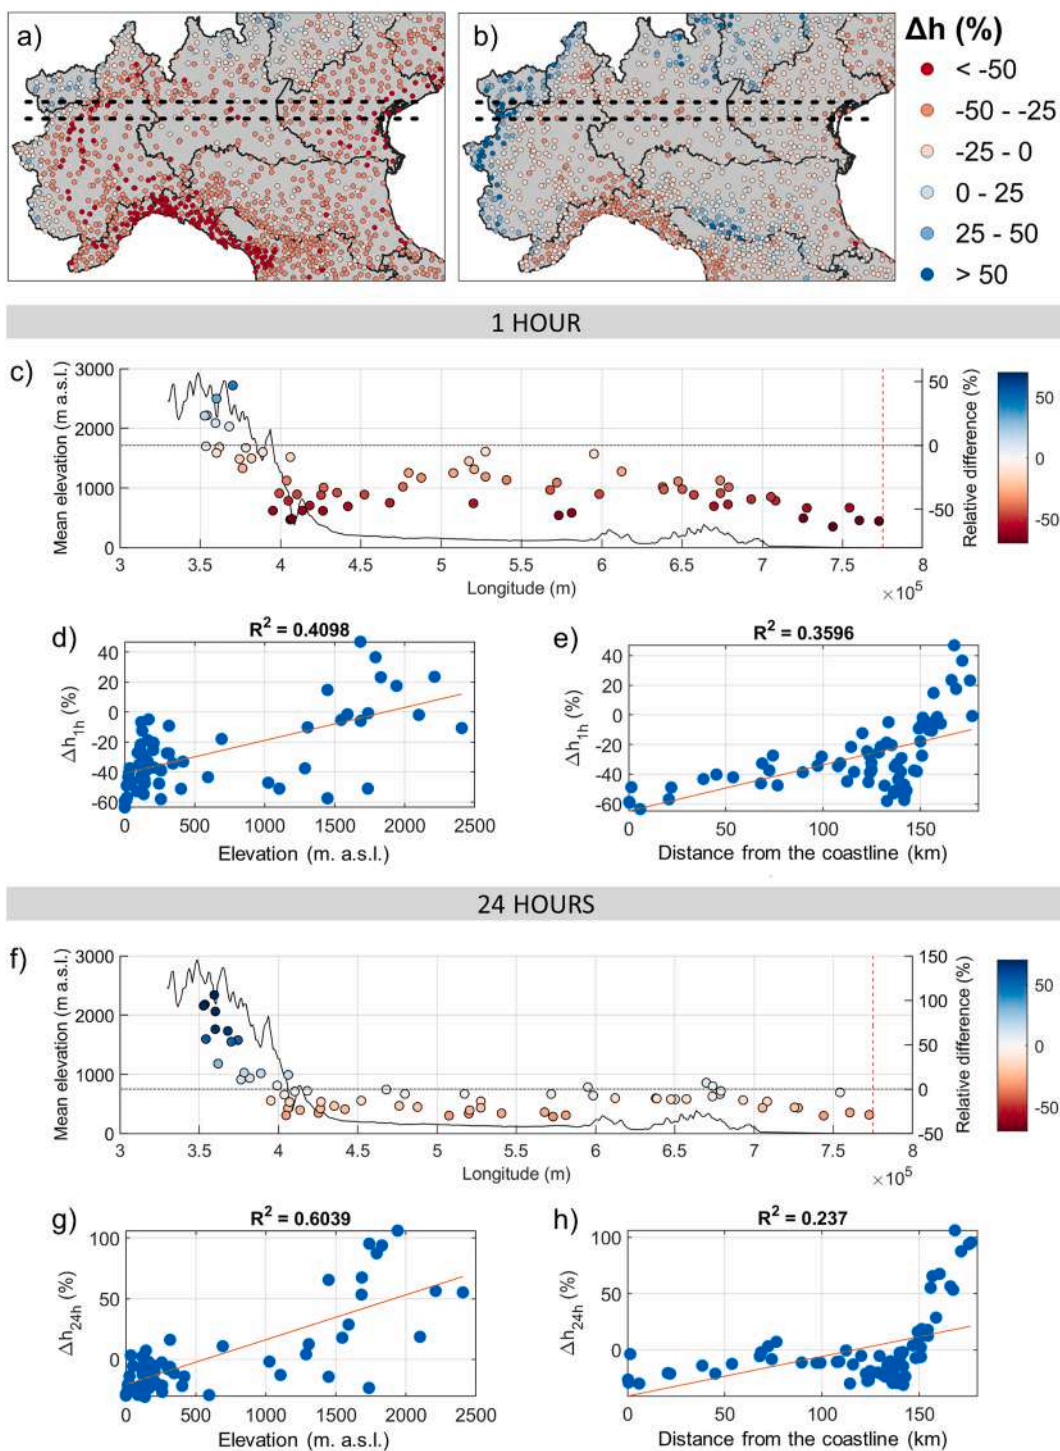 a)
b)
Δh (%)
< -50
-50 - -25
-25 - 0
0 - 25
25 - 50
> 50
1 HOUR
c)
Mean elevation (m a.s.l.)
3000
2000
1000
0
3 3.5 4 4.5 5 5.5 6 6.5 7 7.5 8
Longitude (m)
×10⁵
50
0
-50
Relative difference (%)
50
0
-50
d)
R² = 0.4098
Δh1h (%)
40
20
0
-20
-40
-60
0 500 1000 1500 2000 2500
Elevation (m. a.s.l.)
e)
R² = 0.3596
Δh1h (%)
40
20
0
-20
-40
-60
0 50 100 150
Distance from the coastline (km)
24 HOURS
f)
Mean elevation (m a.s.l.)
3000
2000
1000
0
3 3.5 4 4.5 5 5.5 6 6.5 7 7.5 8
Longitude (m)
×10⁵
150
100
50
0
-50
Relative difference (%)
50
0
-50
g)
R² = 0.6039
Δh24h (%)
100
50
0
0 500 1000 1500 2000 2500
Elevation (m. a.s.l.)
h)
R² = 0.237
Δh24h (%)
100
50
0
0 50 100 150
Distance from the coastline (km)